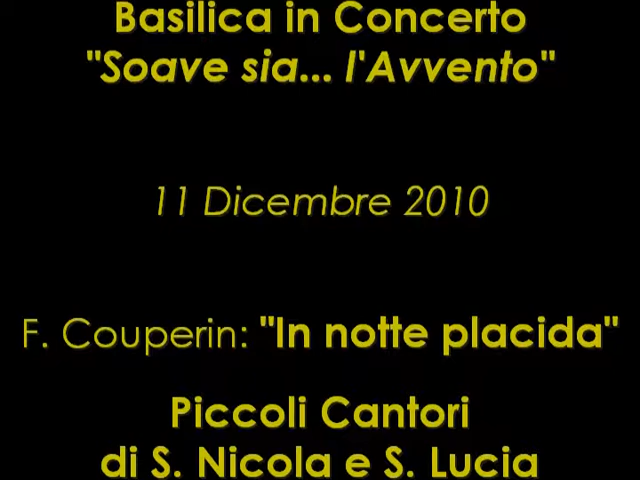 Basilica in Concerto
"Soave sia... l'Avvento"
11 Dicembre 2010
F. Couperin: "In notte placida"
Piccoli Cantori
di S. Nicola e S. Lucia